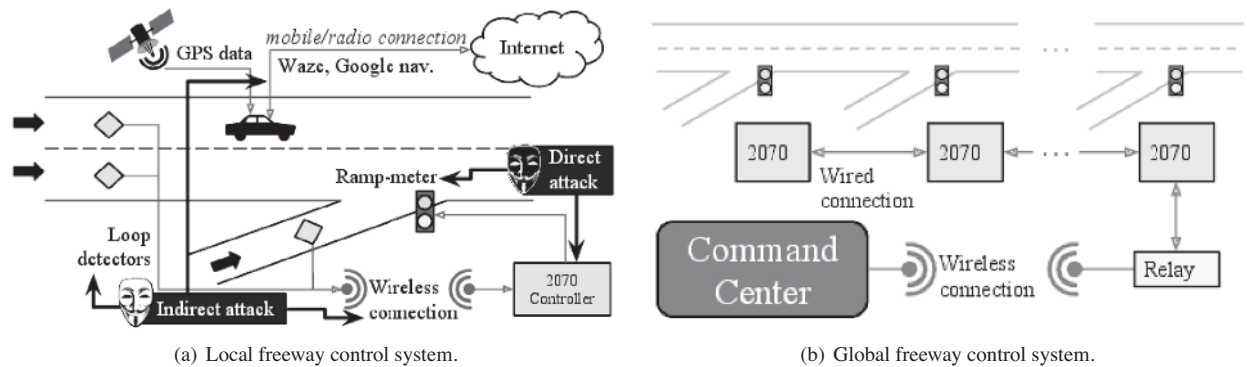 GPS data
mobile/radio connection
Waze, Google nav.
Internet
Ramp-meter
Direct
attack
Loop
detectors
Indirect attack
Wireless
connection
2070
Controller
(a) Local freeway control system.
...
2070
2070
...
2070
Wired
connection
Command
Center
Wireless
connection
Relay
(b) Global freeway control system.